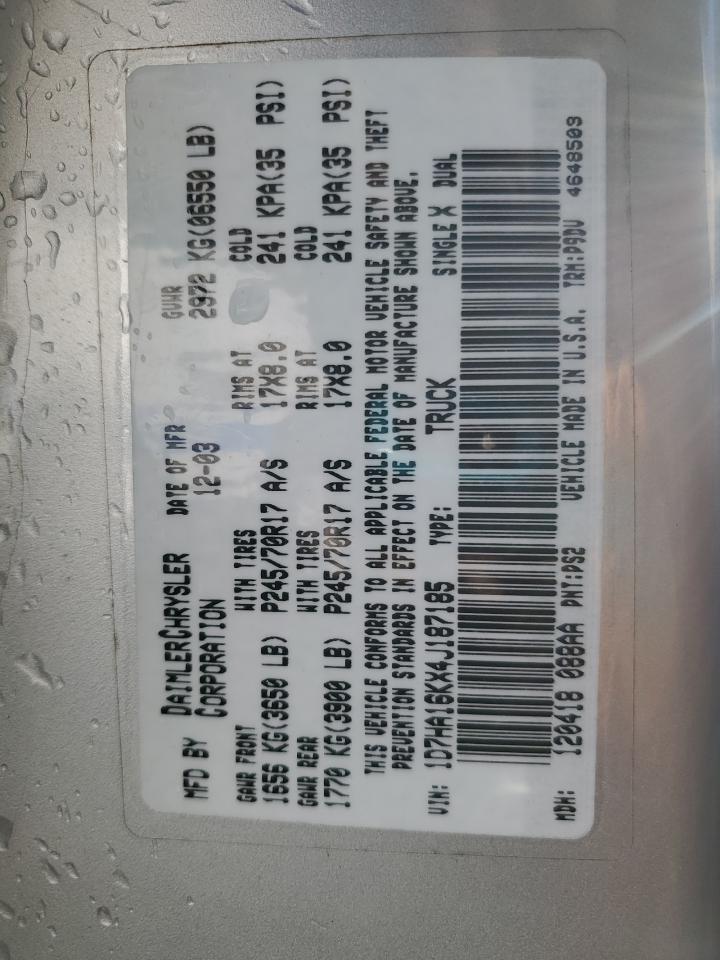 MFD BY DAIMLERCHRYSLER DATE OF MFR GVWR
CORPORATION 12-03 2972 KG(06550 LB)
GAWR FRONT WITH TIRES RIMS AT COLD
1656 KG(3650 LB) P245/70R17 A/S 17X8.0 241 KPA(35 PSI)
GAWR REAR WITH TIRES RIMS AT COLD
1770 KG(3900 LB) P245/70R17 A/S 17X8.0 241 KPA(35 PSI)
THIS VEHICLE CONFORMS TO ALL APPLICABLE FEDERAL MOTOR VEHICLE SAFETY AND THEFT
PREVENTION STANDARDS IN EFFECT ON THE DATE OF MANUFACTURE SHOWN ABOVE.
VIN: 1D7HA16KX4J187185 TYPE: TRUCK SINGLE X DUAL
MDH: 120418 088AA PNT:PS2 VEHICLE MADE IN U.S.A. TRM:P9DV 4648509